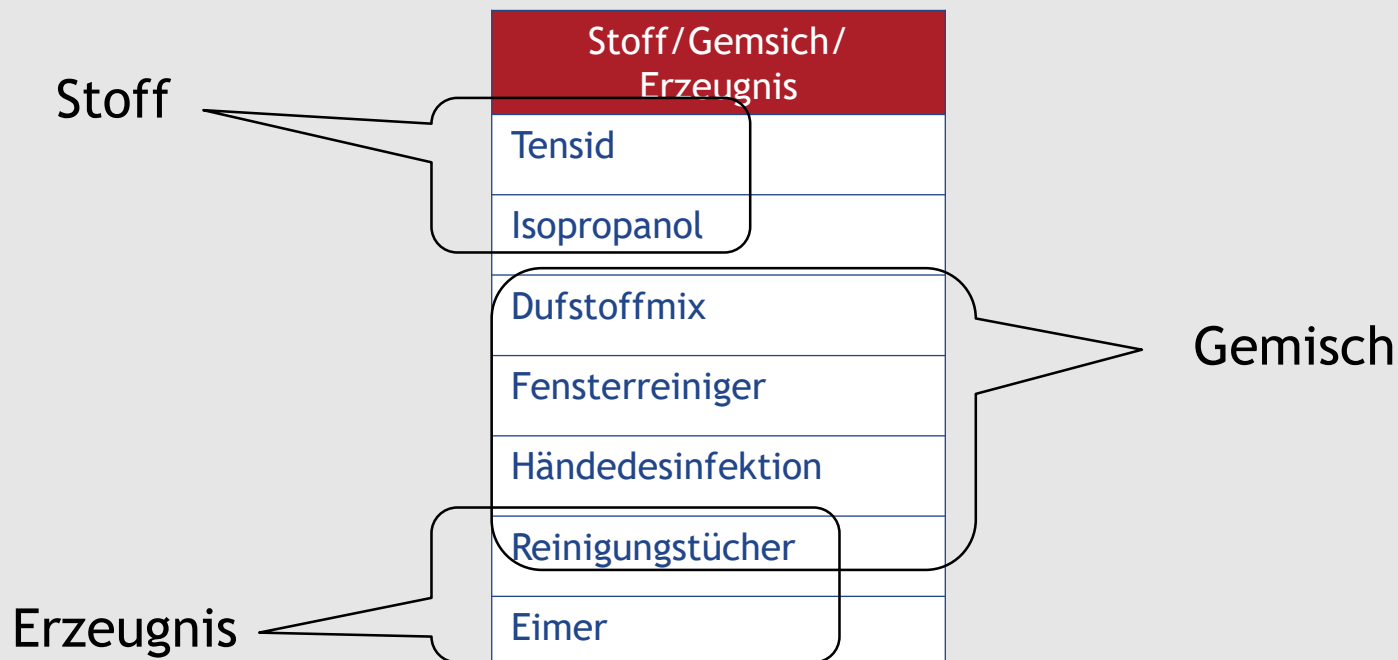 Stoff/Gemsich/
Erzeugnis
Stoff
Tensid
Isopropanol
Dufstoffmix
Gemisch
Fensterreiniger
Händedesinfektion
Reinigungstücher
Erzeugnis
Eimer